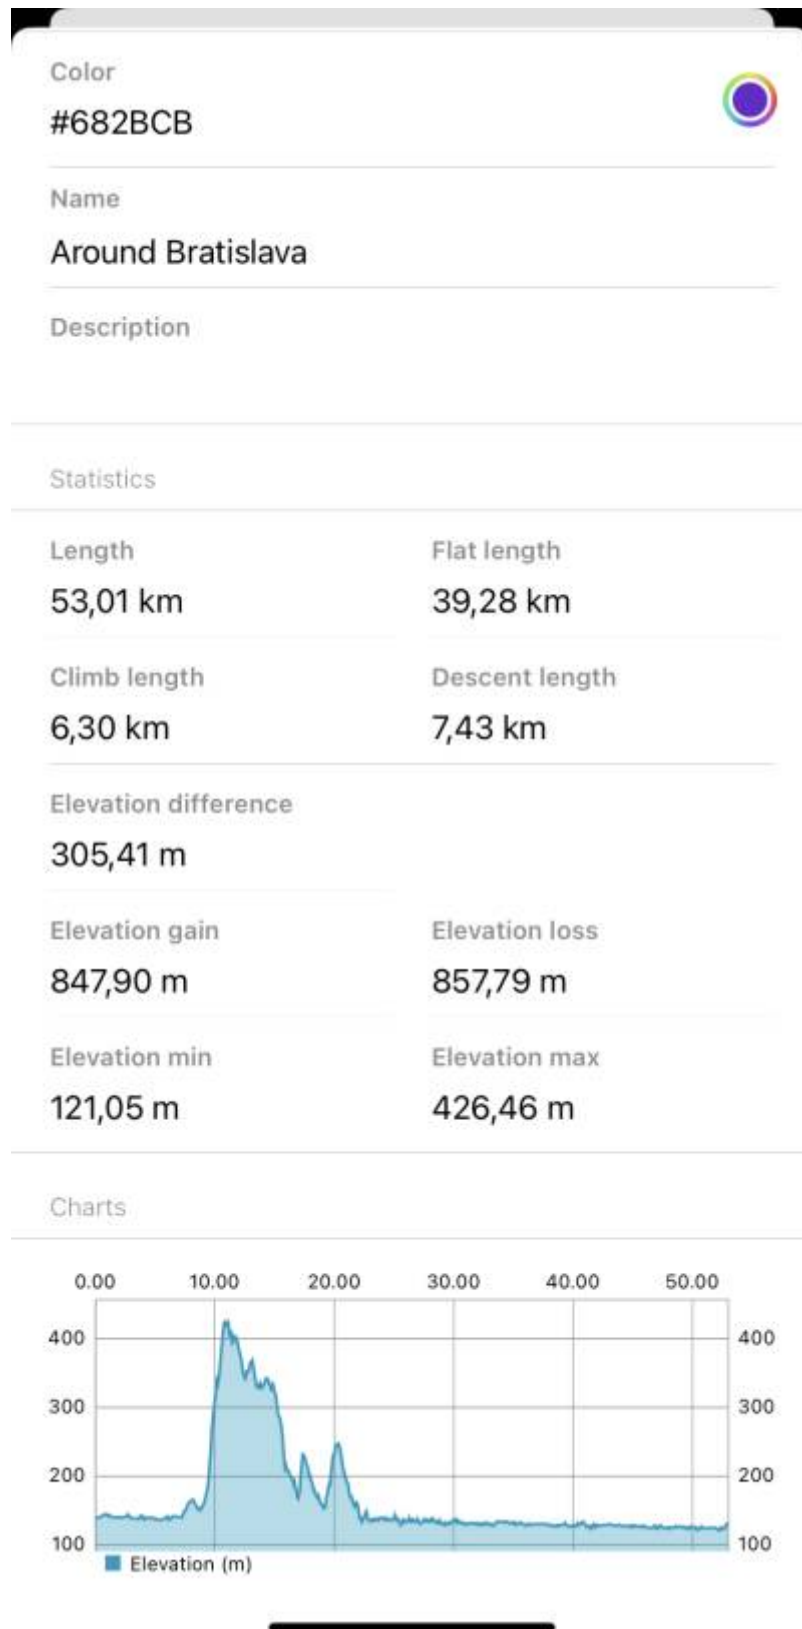 Color
#682BCB
Name
Around Bratislava
Description
Statistics
Length Flat length
53,01 km 39,28 km
Climb length Descent length
6,30 km 7,43 km
Elevation difference
305,41 m
Elevation gain Elevation loss
847,90 m 857,79 m
Elevation min Elevation max
121,05 m 426,46 m
Charts
0.00 10.00 20.00 30.00 40.00 50.00
400 400
300 300
200 200
100 100
Elevation (m)